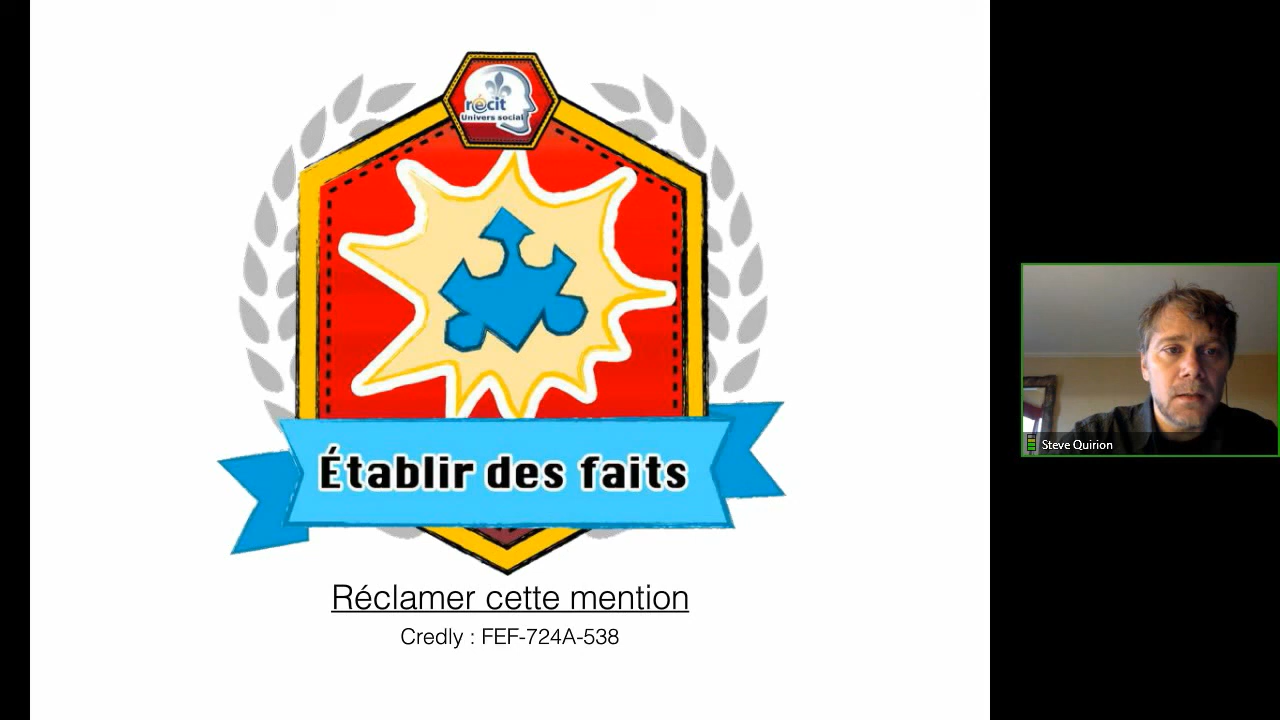 récit
Univers social
Établir des faits
Réclamer cette mention
Credly : FEF-724A-538
Steve Quirion